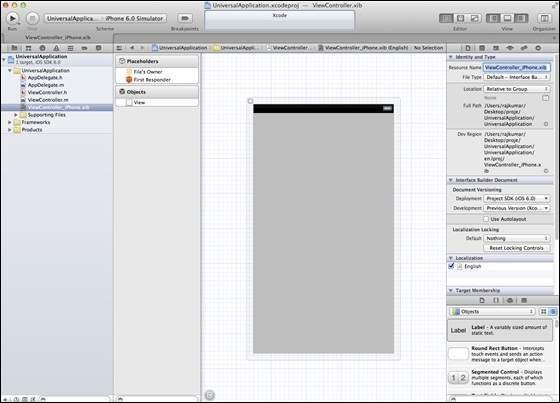 UniversalApplication.xcodeproj — ViewController.xib
UniversalApplica... iPhone 6.0 Simulator
Run Stop Scheme Breakpoints
Xcode
Editor View Organizer
UniversalApplication UniversalApplication ViewController.xib ViewController.xib (English) No Selection
ViewController_iPhone.xib
UniversalApplication
1 target, iOS SDK 6.0
UniversalApplication
AppDelegate.h
AppDelegate.m
ViewController.h
ViewController.m
ViewController_iPhone.xib
Supporting Files
Frameworks
Products
Placeholders
File's Owner
First Responder
Objects
View
Identity and Type
Resource Name ViewController_iPhone.xib
File Type Default - Interface Bu...
Location Relative to Group
None
Full Path /Users/rajkumar/
Desktop/proje/
UniversalApplication/
UniversalApplication
Dev Region /Users/rajkumar/
Desktop/proje/
UniversalApplication/
UniversalApplication/
en.lproj/
ViewController_iPhone.x
ib
Interface Builder Document
Document Versioning
Deployment Project SDK (iOS 6.0)
Development Previous Version (Xco...
Use Autolayout
Localization Locking
Default Nothing
Reset Locking Controls
Localization
English
Target Membership
Objects
Label Label - A variably sized amount of
static text.
Round Rect Button - Intercepts
touch events and sends an action
message to a target object when...
1 2 Segmented Control - Displays
multiple segments, each of which
functions as a discrete button.